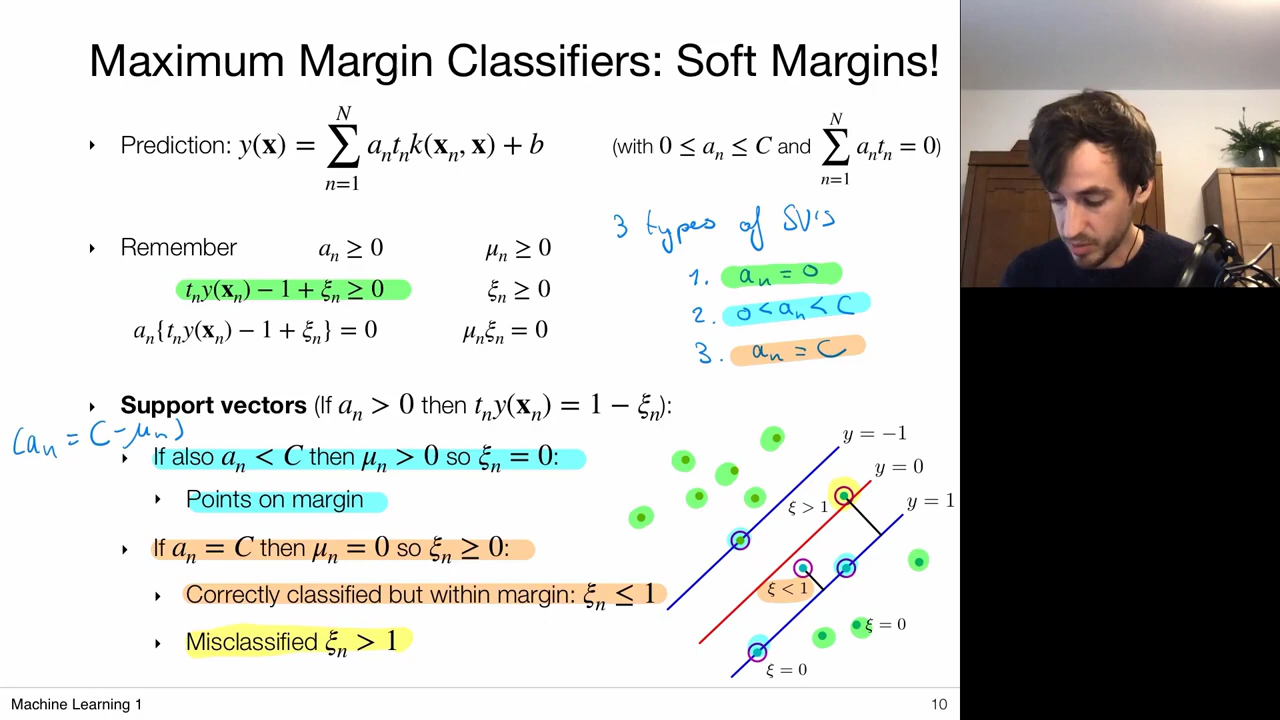 Maximum Margin Classifiers: Soft Margins!
‣ Prediction: y(x) = ∑_{n=1}^{N} a_n t_n k(x_n, x) + b (with 0 ≤ a_n ≤ C and ∑_{n=1}^{N} a_n t_n = 0)
3 types of SV's
‣ Remember a_n ≥ 0 μ_n ≥ 0
1. a_n = 0
t_n y(x_n) − 1 + ξ_n ≥ 0 ξ_n ≥ 0
2. 0 < a_n < C
a_n{t_n y(x_n) − 1 + ξ_n} = 0 μ_n ξ_n = 0
3. a_n = C
‣ Support vectors (If a_n > 0 then t_n y(x_n) = 1 − ξ_n):
(a_n = C − μ_n)
‣ If also a_n < C then μ_n > 0 so ξ_n = 0:
‣ Points on margin
‣ If a_n = C then μ_n = 0 so ξ_n ≥ 0:
‣ Correctly classified but within margin: ξ_n ≤ 1
‣ Misclassified ξ_n > 1
y = −1
y = 0
y = 1
ξ > 1
ξ < 1
ξ = 0
ξ = 0
Machine Learning 1
10